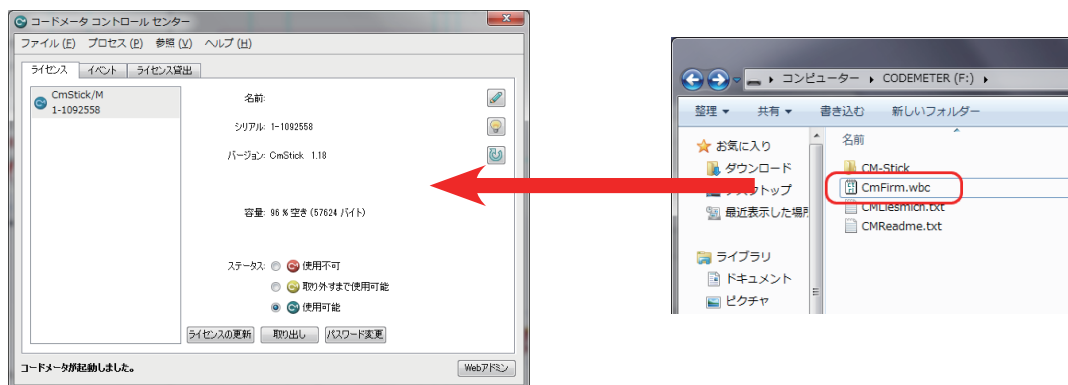 コードメータ コントロール センター
ファイル (F) プロセス (P) 参照 (V) ヘルプ (H)
ライセンス イベント ライセンス貸出
CmStick/M
1-1092558
名前:
シリアル: 1-1092558
バージョン: CmStick 1.18
容量: 96 % 空き (57624 バイト)
ステータス: 使用不可
取り外すまで使用可能
使用可能
ライセンスの更新 取り出し パスワード変更
コードメータが起動しました。 Webアドミン
コンピューター CODEMETER (F:)
整理 共有 書き込む 新しいフォルダー
お気に入り
ダウンロード
デスクトップ
最近表示した場所
ライブラリ
ドキュメント
ピクチャ
名前
CM-Stick
CmFirm.wbc
CMLiesmich.txt
CMReadme.txt